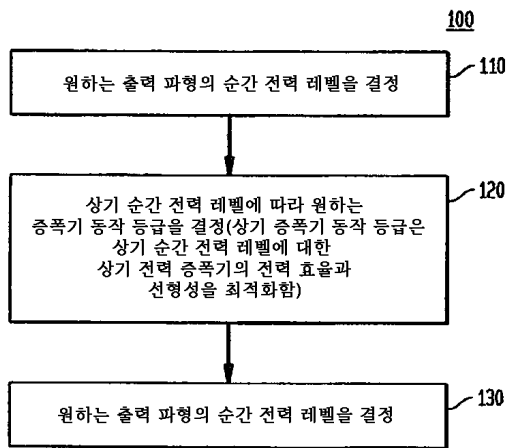 100
원하는 출력 파형의 순간 전력 레벨을 결정
110
상기 순간 전력 레벨에 따라 원하는
증폭기 동작 등급을 결정(상기 증폭기 동작 등급은
상기 순간 전력 레벨에 대한
상기 전력 증폭기의 전력 효율과
선형성을 최적화함)
120
원하는 출력 파형의 순간 전력 레벨을 결정
130